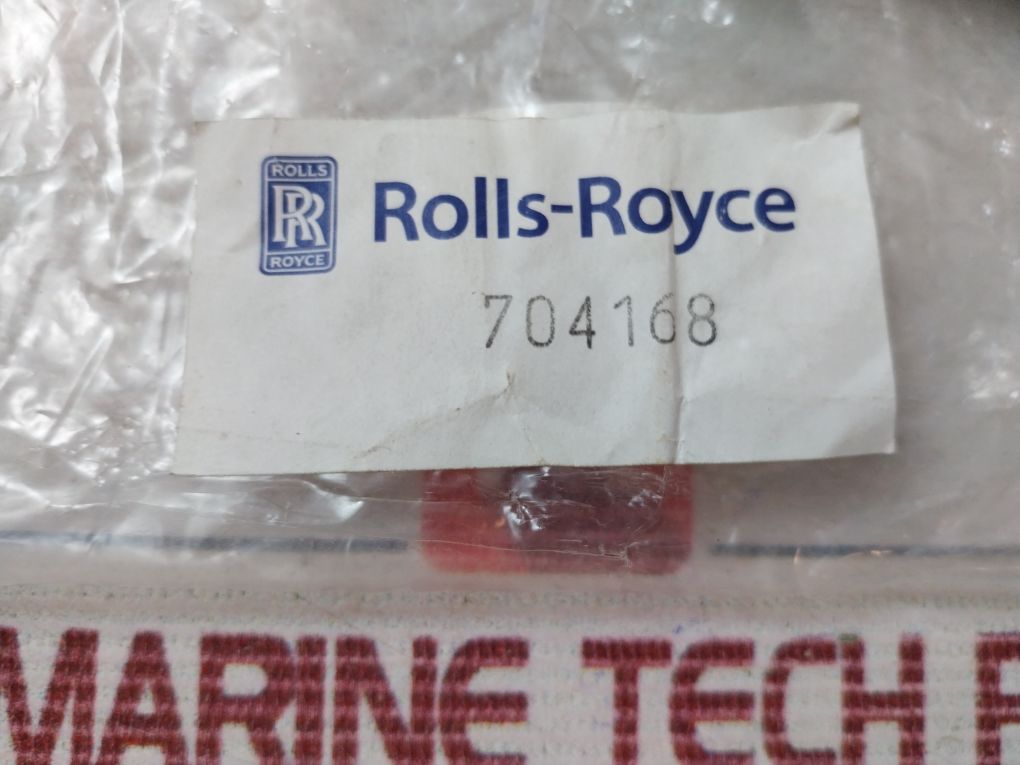 ROLLS
RR
ROYCE
Rolls-Royce
704168
MARINE TECH